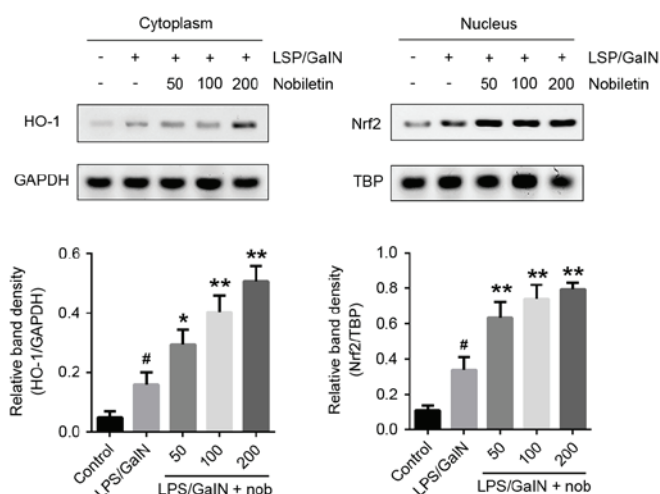 Cytoplasm
- + + + + LSP/GalN
- - 50 100 200 Nobiletin
HO-1
GAPDH
Nucleus
- + + + + LSP/GalN
- - 50 100 200 Nobiletin
Nrf2
TBP
Relative band density
(HO-1/GAPDH)
0.6
0.4
0.2
0.0
# * ** **
Control
LPS/GalN
50
100
200
LPS/GalN + nob
Relative band density
(Nrf2/TBP)
1.0
0.8
0.6
0.4
0.2
0.0
# ** ** **
Control
LPS/GalN
50
100
200
LPS/GalN + nob